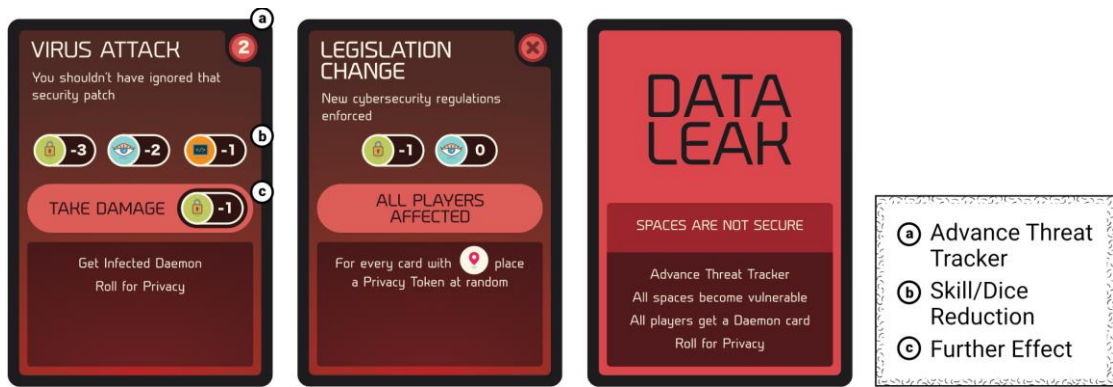 a
VIRUS ATTACK
2
You shouldn't have ignored that
security patch
-3
-2
-1
b
TAKE DAMAGE
-1
c
Get Infected Daemon
Roll for Privacy
LEGISLATION
CHANGE
New cybersecurity regulations
enforced
-1
0
ALL PLAYERS
AFFECTED
For every card with place
a Privacy Token at random
DATA
LEAK
SPACES ARE NOT SECURE
Advance Threat Tracker
All spaces become vulnerable
All players get a Daemon card
Roll for Privacy
a Advance Threat
Tracker
b Skill/Dice
Reduction
c Further Effect